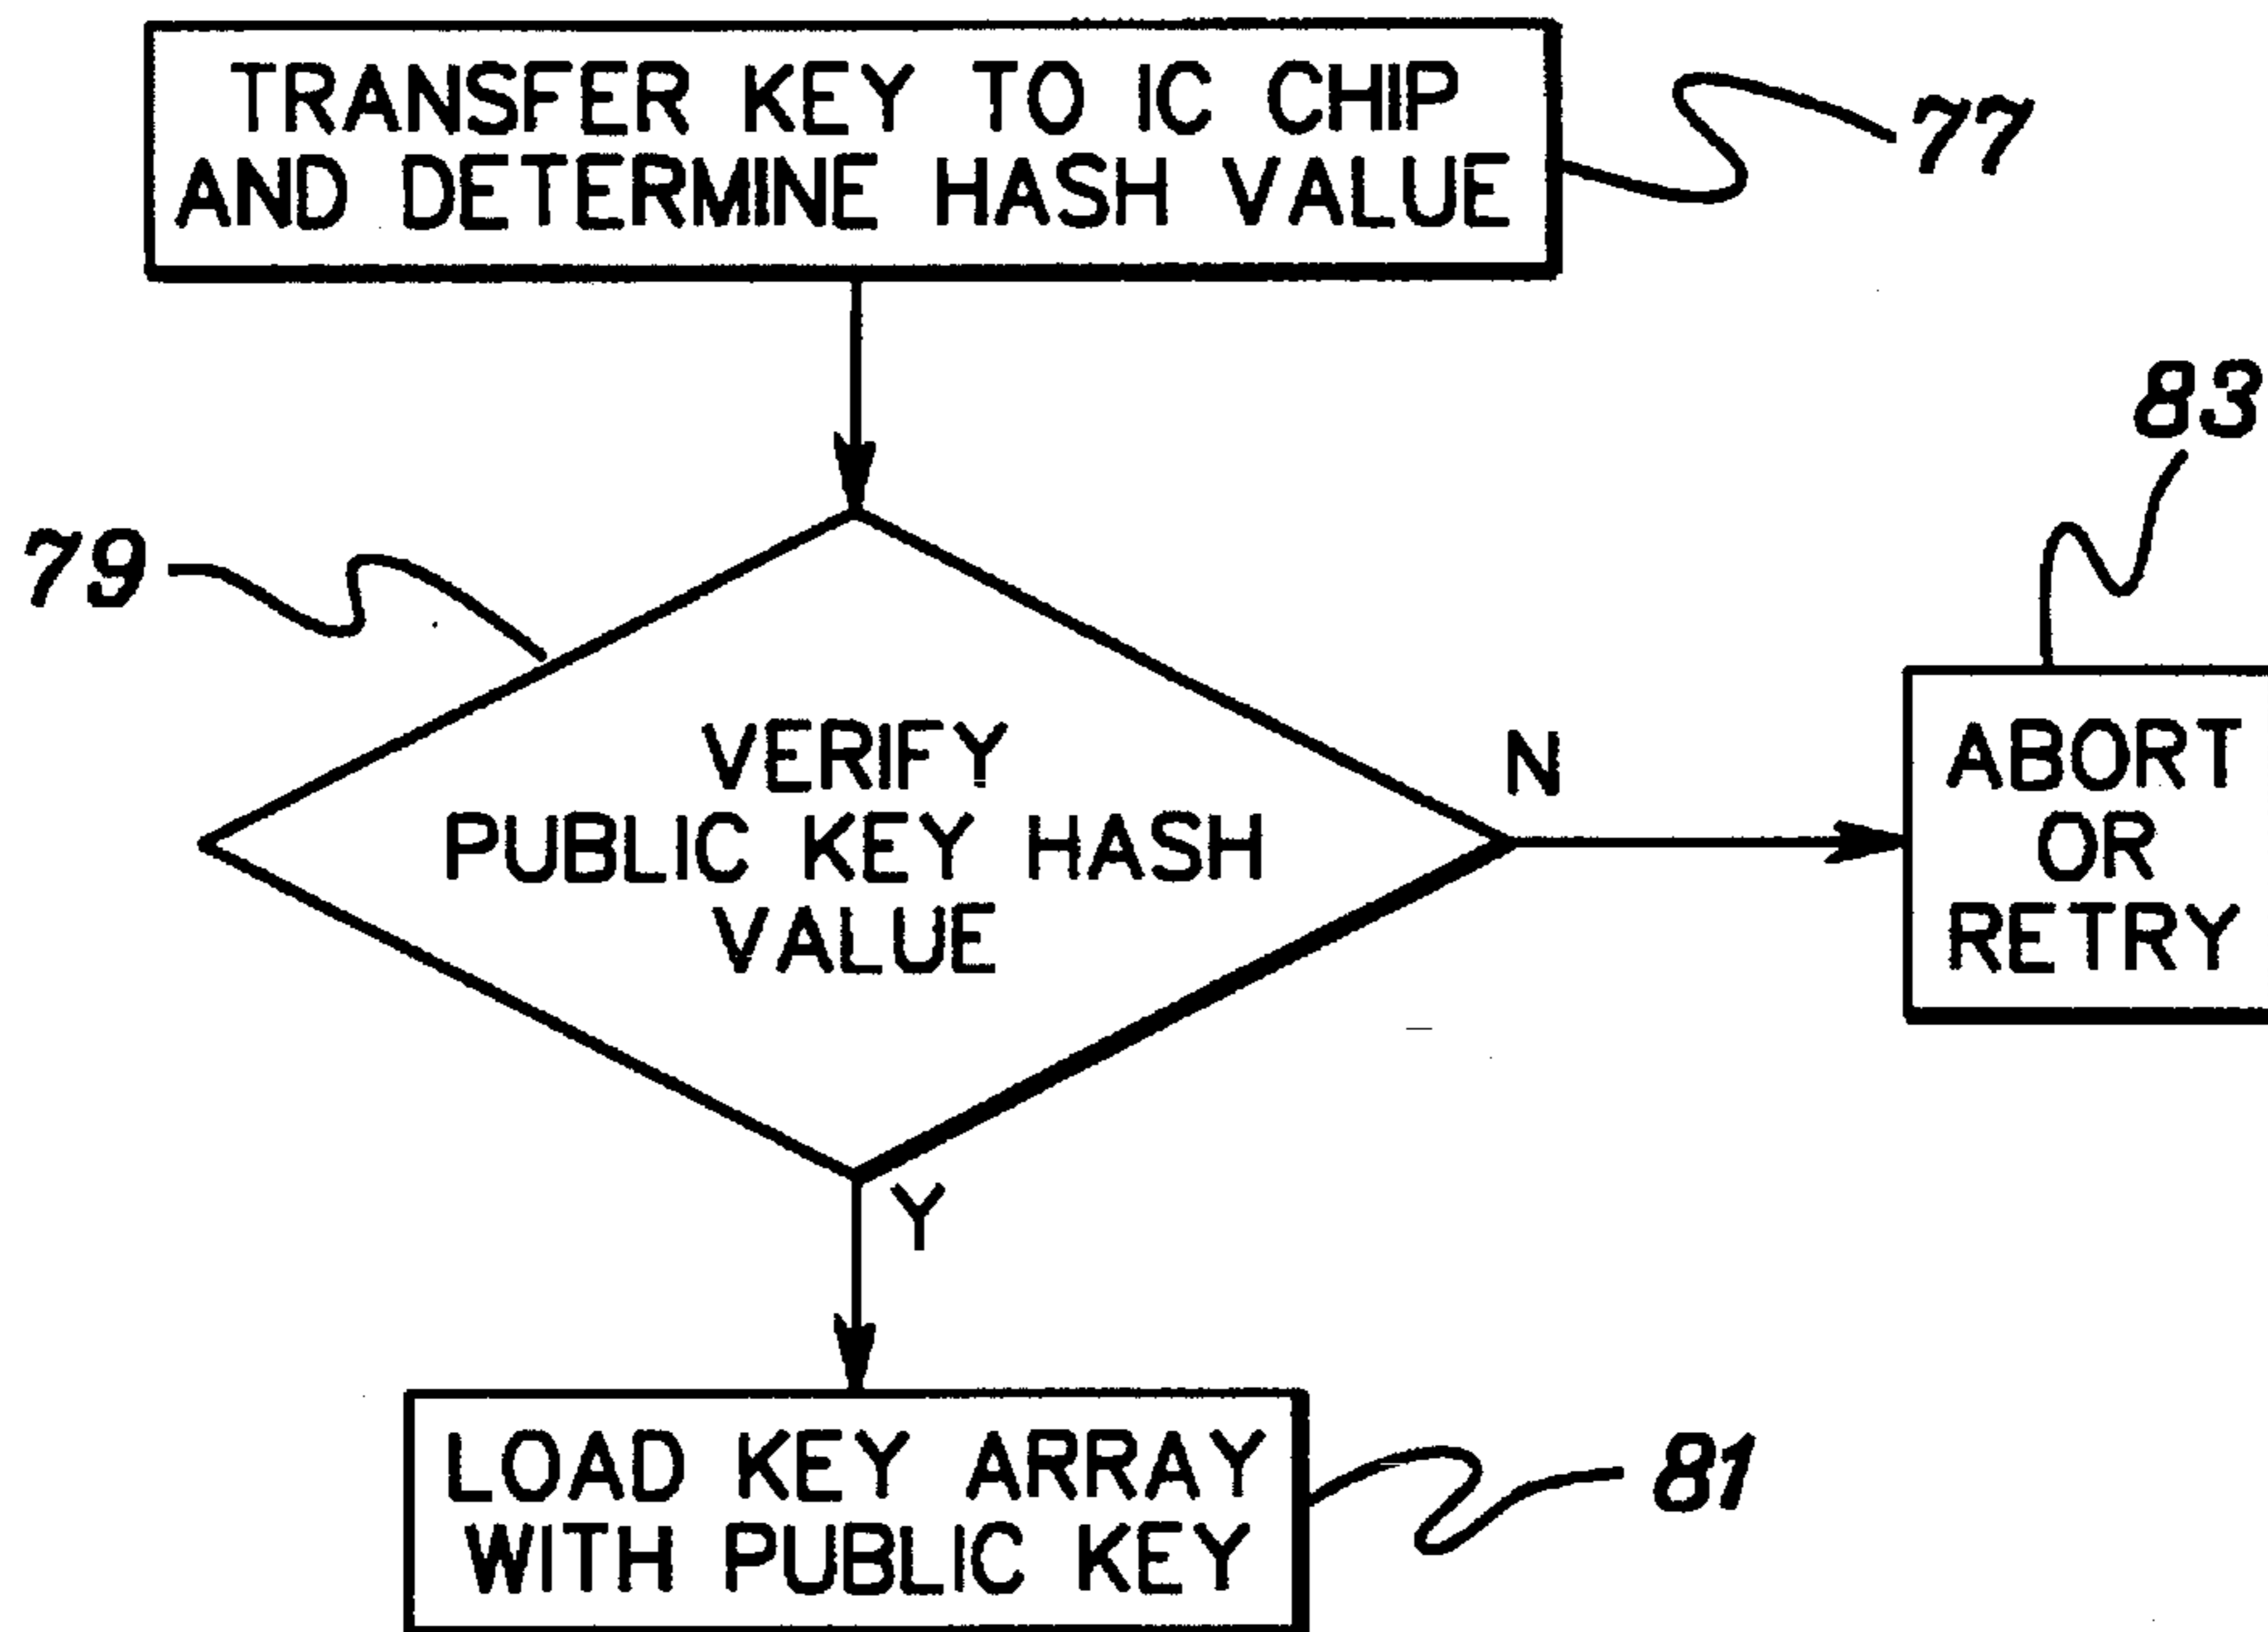 TRANSFER KEY TO IC CHIP
AND DETERMINE HASH VALUE
77
83
79
VERIFY
PUBLIC KEY HASH
VALUE
N
ABORT
OR
RETRY
Y
LOAD KEY ARRAY
WITH PUBLIC KEY
81